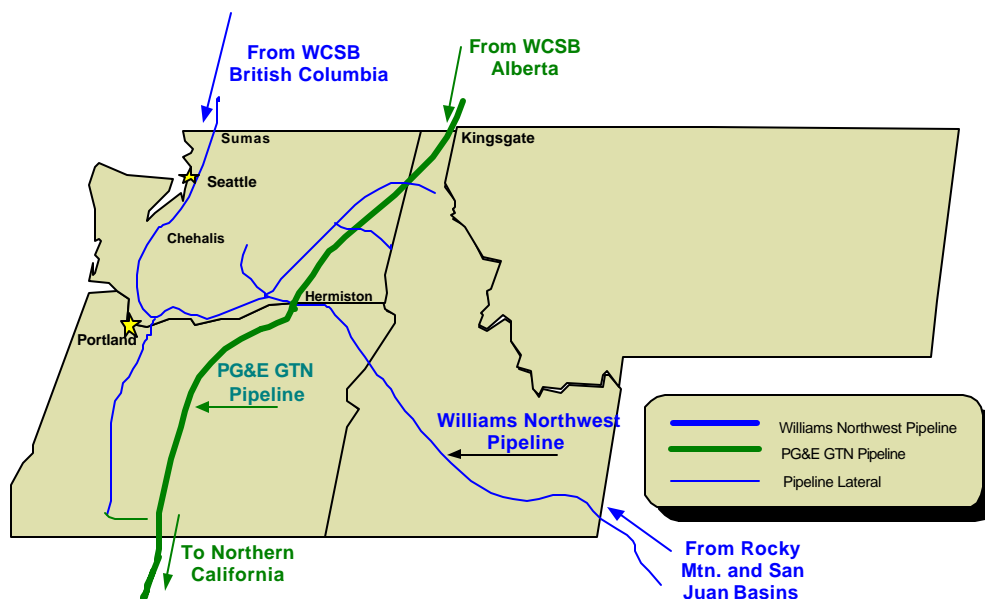 From WCSB
British Columbia
From WCSB
Alberta
Sumas
Kingsgate
Seattle
Chehalis
Hermiston
Portland
PG&E GTN
Pipeline
Williams Northwest
Pipeline
Williams Northwest Pipeline
PG&E GTN Pipeline
Pipeline Lateral
To Northern
California
From Rocky
Mtn. and San
Juan Basins